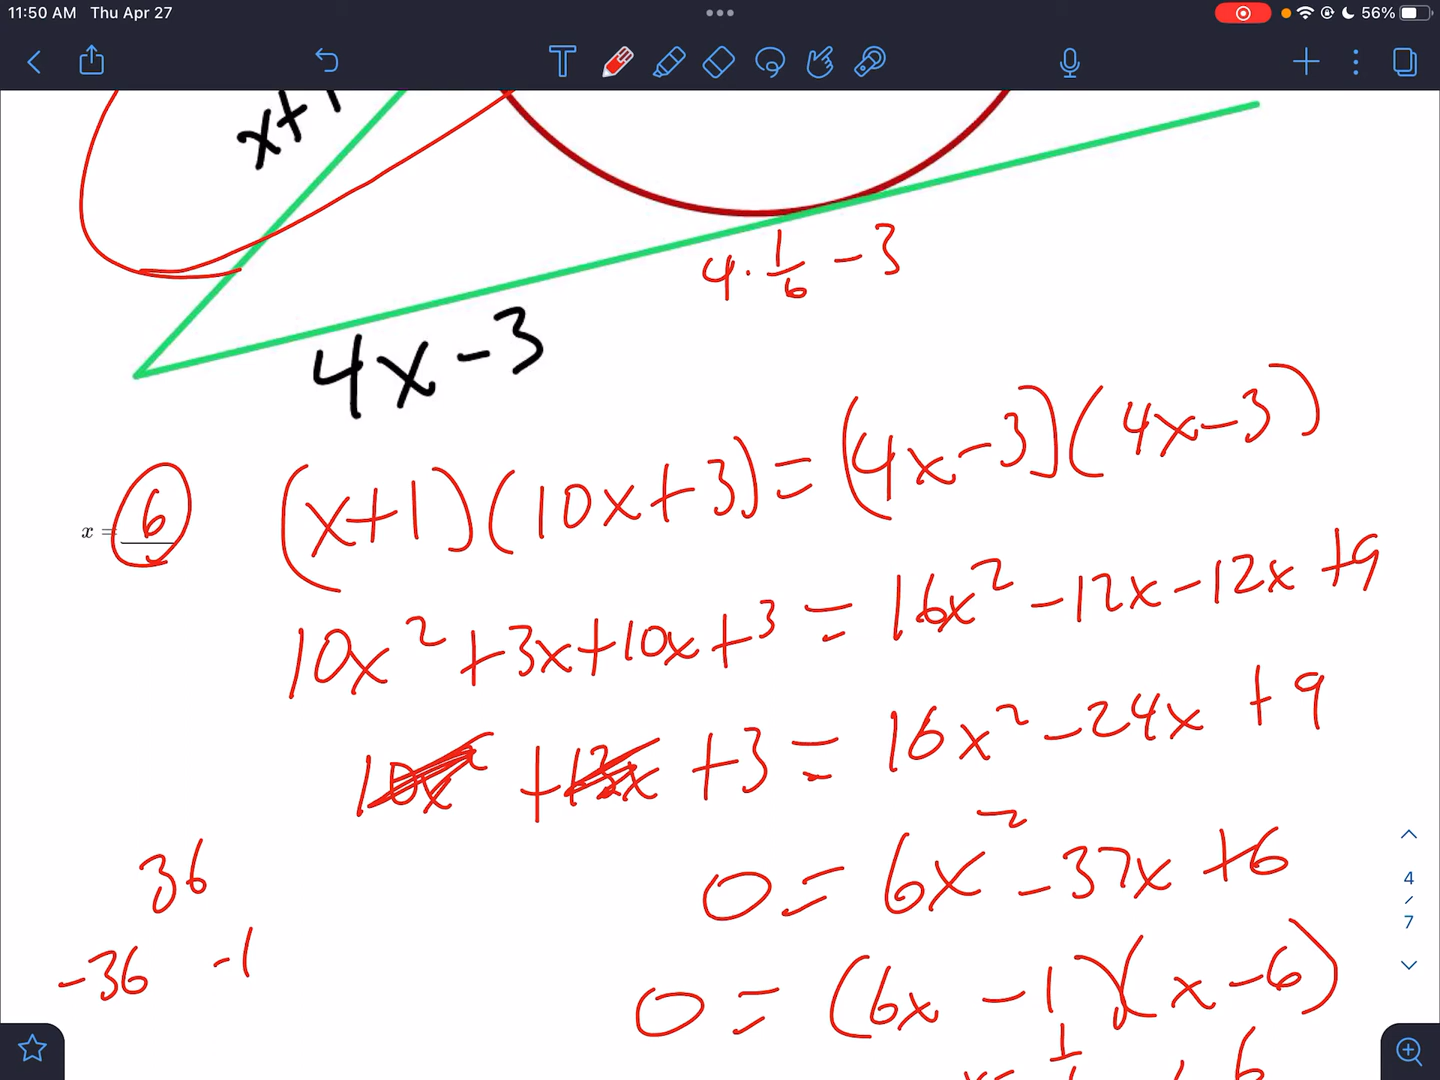 11:50 AM Thu Apr 27
56%
x+1
4 · 1/6 − 3
4x − 3
(x+1)(10x+3) = (4x−3)(4x−3)
x = 6
10x² + 3x + 10x + 3 = 16x² − 12x − 12x + 9
10x² + 13x + 3 = 16x² − 24x + 9
36
0 = 6x² − 37x + 6
4/7
−36 −1
0 = (6x − 1)(x − 6)